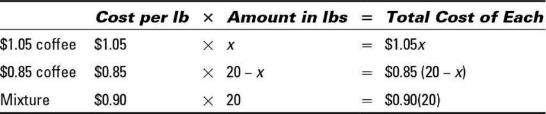 Cost per lb × Amount in lbs = Total Cost of Each
$1.05 coffee $1.05 × x = $1.05x
$0.85 coffee $0.85 × 20 – x = $0.85 (20 – x)
Mixture $0.90 × 20 = $0.90(20)